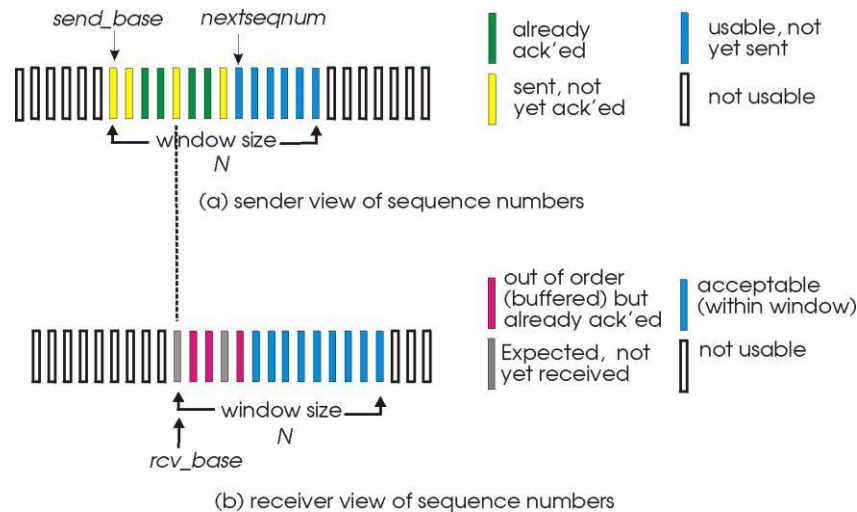 send_base
nextseqnum
already
ack'ed
usable, not
yet sent
sent, not
yet ack'ed
not usable
window size
N
(a) sender view of sequence numbers
out of order
(buffered) but
already ack'ed
acceptable
(within window)
Expected, not
yet received
not usable
window size
N
rcv_base
(b) receiver view of sequence numbers